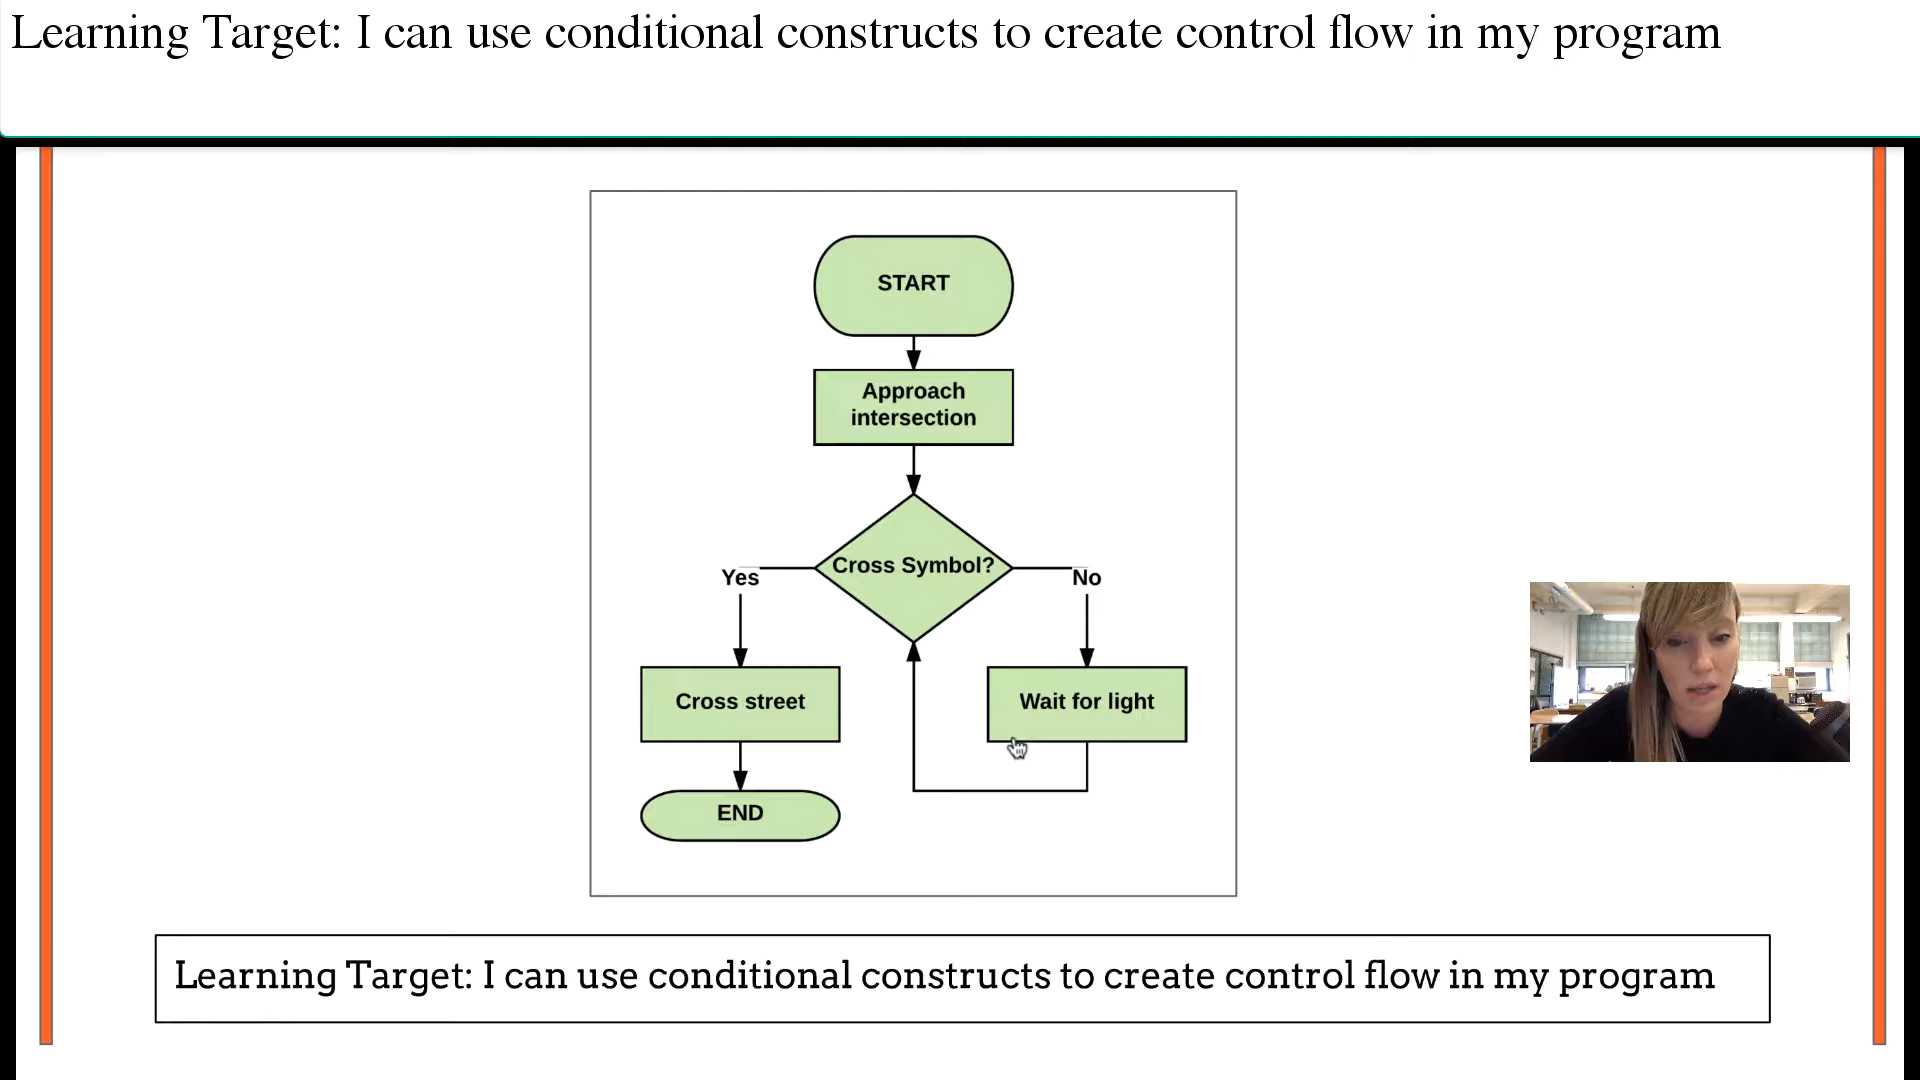 Learning Target: I can use conditional constructs to create control flow in my program
START
Approach
intersection
Cross Symbol?
Yes
No
Cross street
Wait for light
END
Learning Target: I can use conditional constructs to create control flow in my program